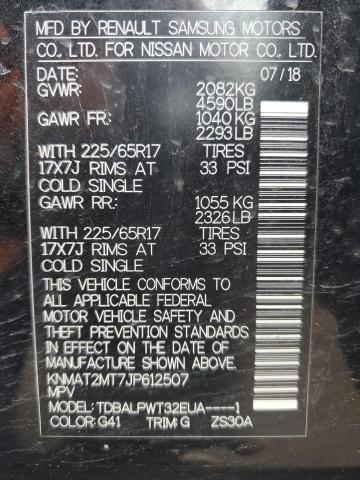 MFD BY RENAULT SAMSUNG MOTORS
CO., LTD. FOR NISSAN MOTOR CO., LTD.
DATE: 07/18
GVWR: 2082KG
4590LB
GAWR FR: 1040 KG
2293LB
WITH 225/65R17 TIRES
17X7J RIMS AT 33 PSI
COLD SINGLE
GAWR RR: 1055 KG
2326LB
WITH 225/65R17 TIRES
17X7J RIMS AT 33 PSI
COLD SINGLE
THIS VEHICLE CONFORMS TO
ALL APPLICABLE FEDERAL
MOTOR VEHICLE SAFETY AND
THEFT PREVENTION STANDARDS
IN EFFECT ON THE DATE OF
MANUFACTURE SHOWN ABOVE.
KNMAT2MT7JP612507
MPV
MODEL: TDBALPWT32EUA----1
COLOR: G41 TRIM: G ZS30A